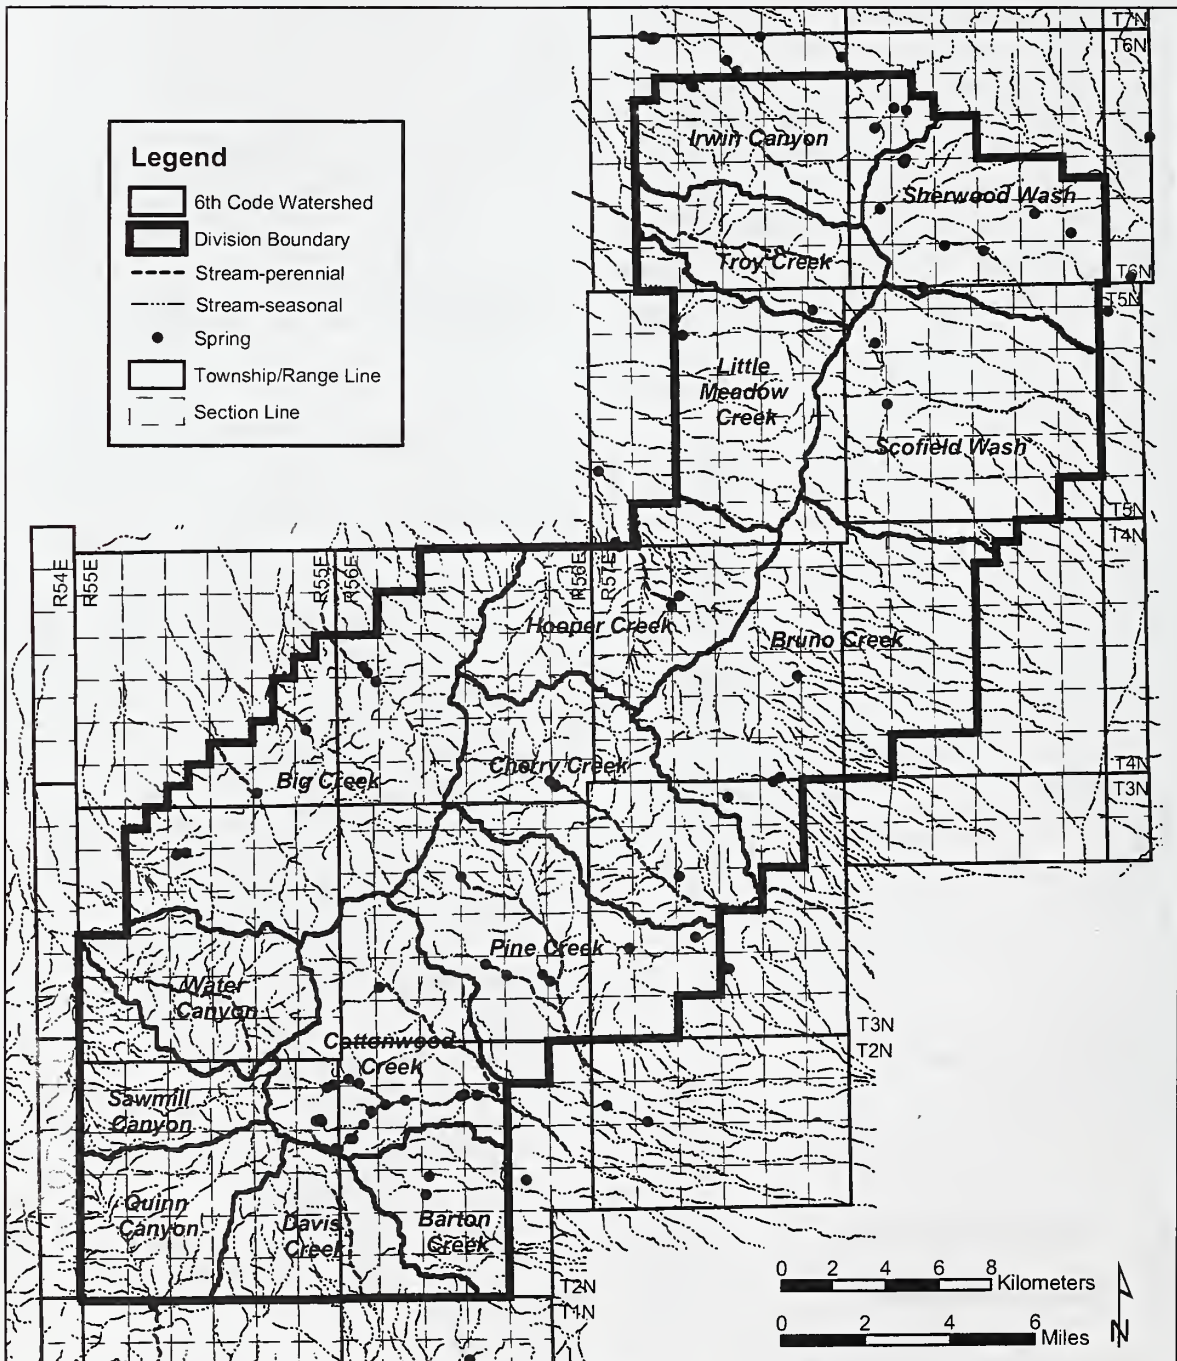 T7N
T6N
Legend
6th Code Watershed
Division Boundary
Stream-perennial
Stream-seasonal
Spring
Township/Range Line
Section Line
Irwin Canyon
Sherwood Wash
Troy Creek
T6N
T5N
Little
Meadow
Creek
Scofield Wash
T5N
T4N
R54E
R55E
R55E
R56E
R56E
R57E
Hooper Creek
Bruno Creek
Big Creek
Cherry Creek
T4N
T3N
Pine Creek
Water
Canyon
Cottonwood
Creek
T3N
T2N
Sawmill
Canyon
Quinn
Canyon
Davis
Creek
Barton
Creek
T2N
T1N
0 2 4 6 8
Kilometers
0 2 4 6
Miles
N